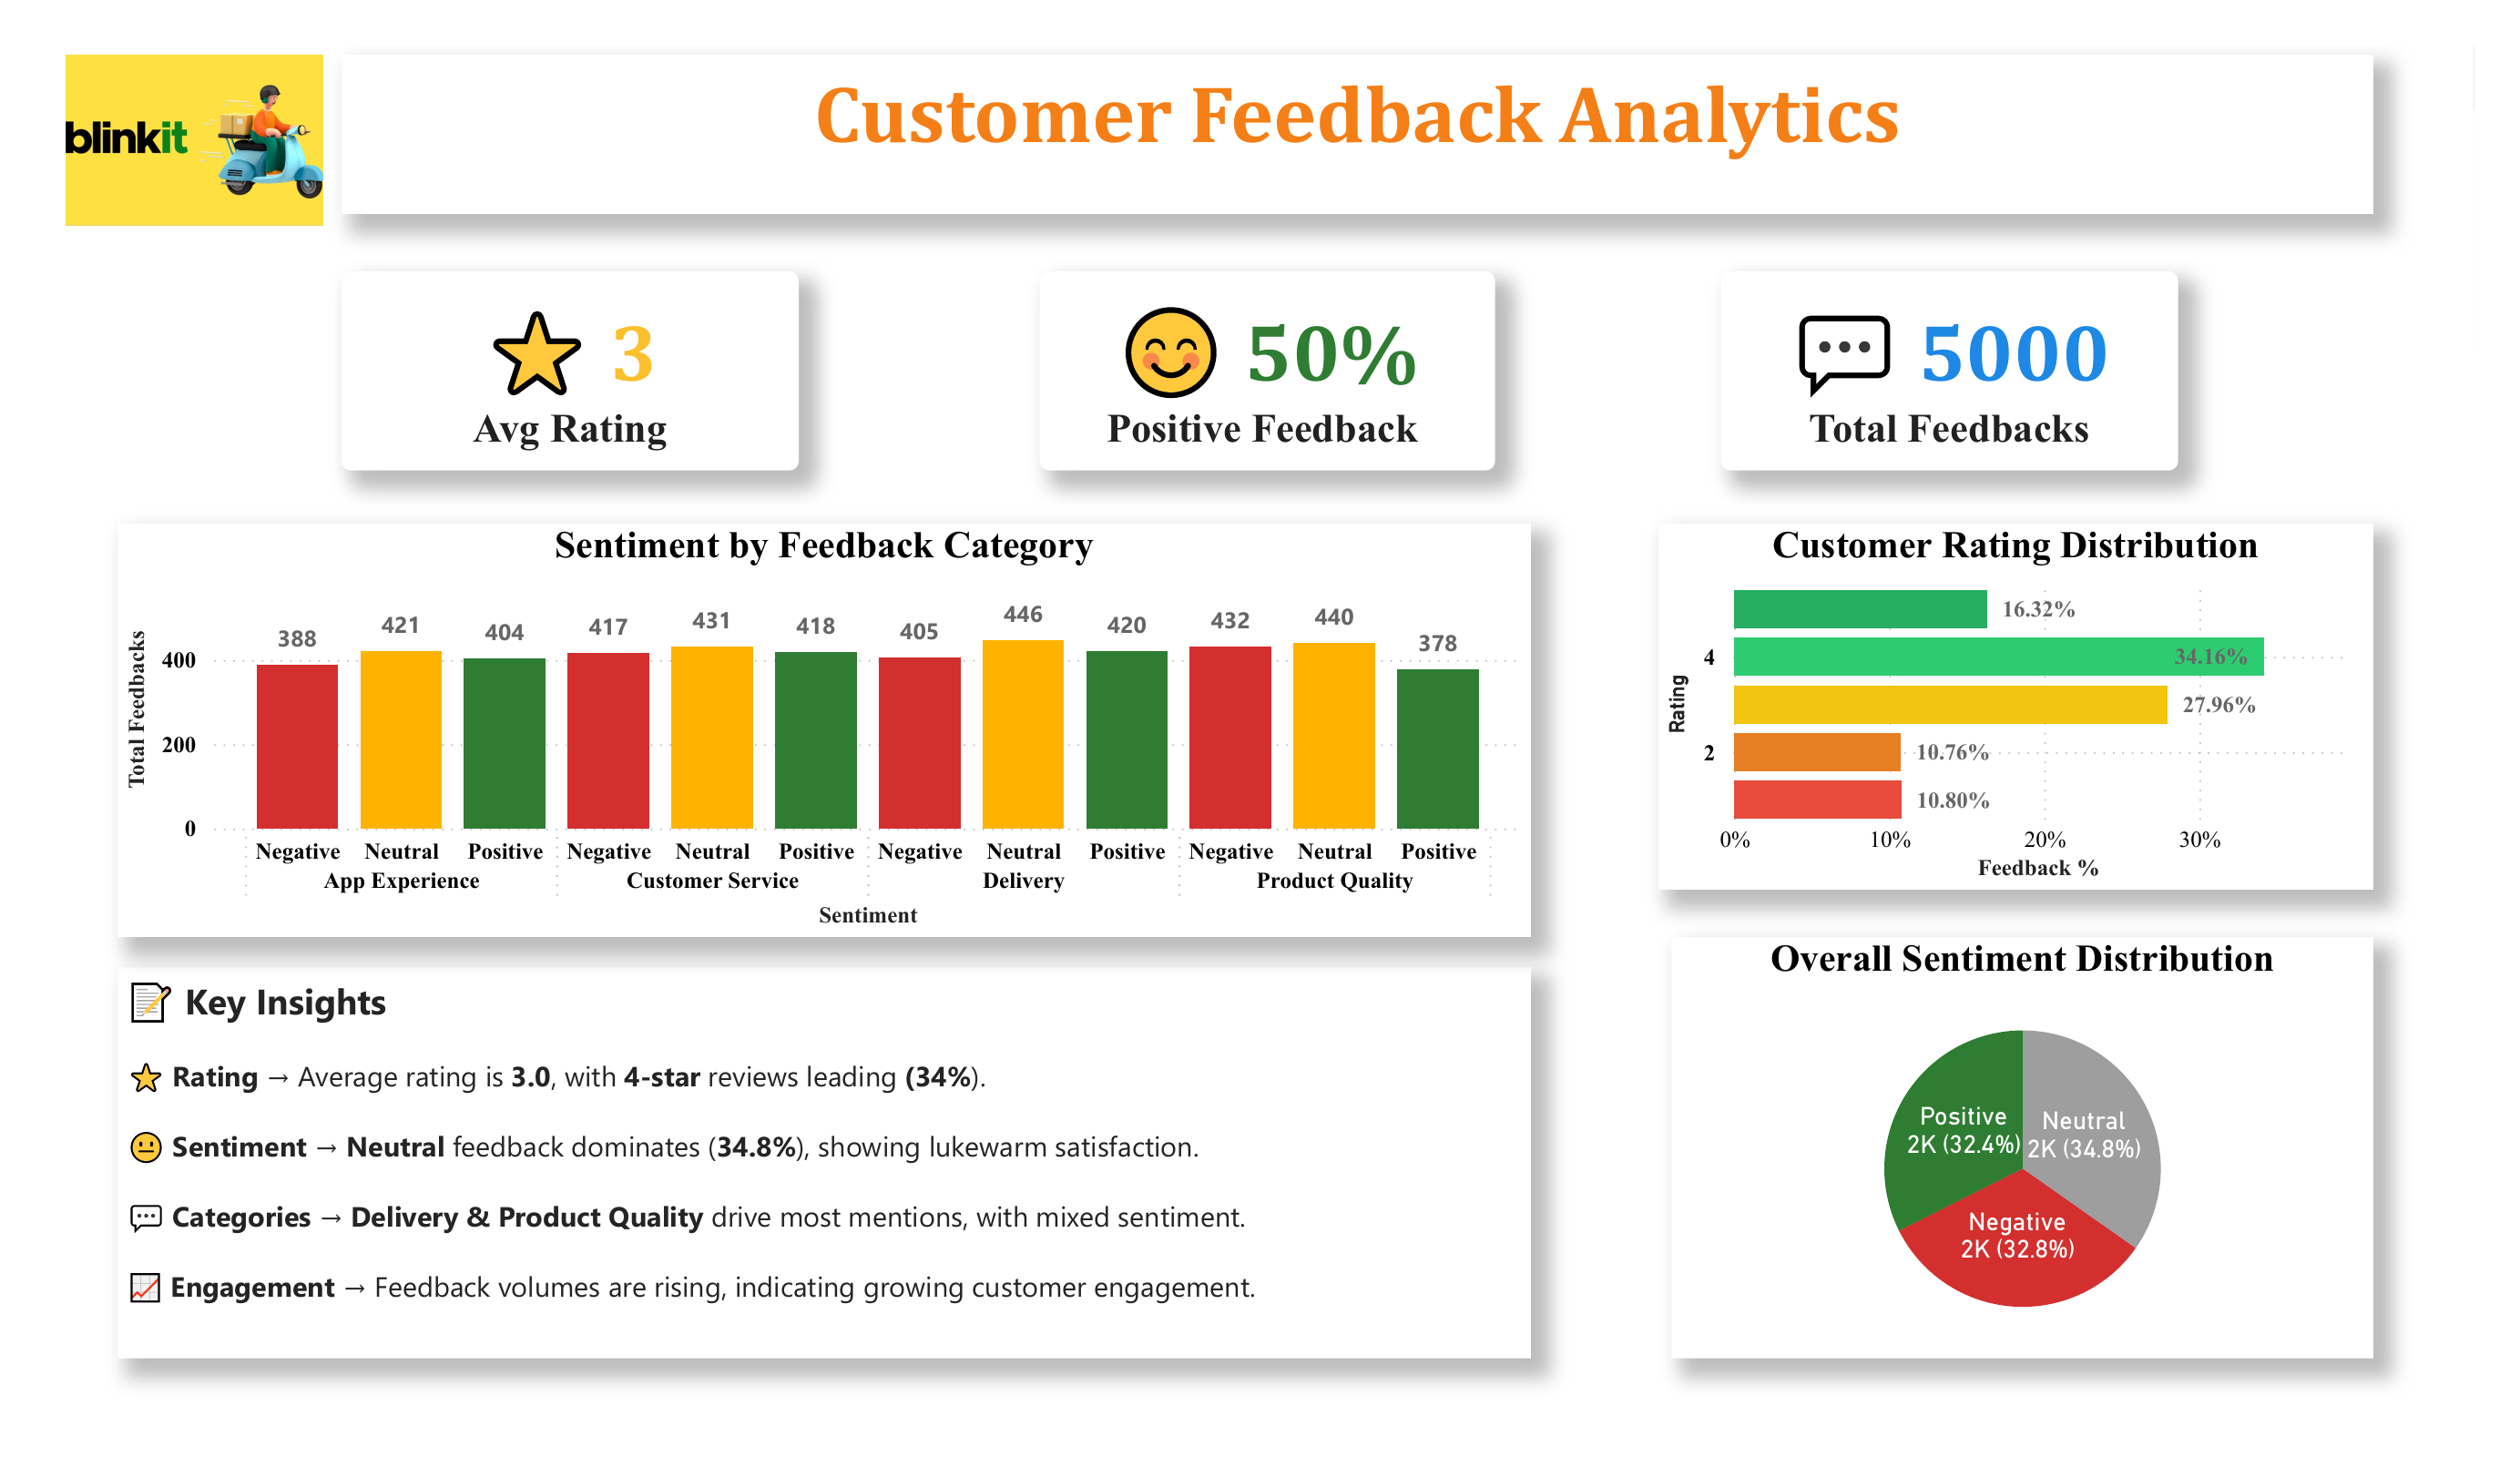 blinkit
Customer Feedback Analytics
3
Avg Rating
50%
Positive Feedback
5000
Total Feedbacks
Sentiment by Feedback Category
Total Feedbacks
400
200
0
388 421 404 417 431 418 405 446 420 432 440 378
Negative Neutral Positive Negative Neutral Positive Negative Neutral Positive Negative Neutral Positive
App Experience Customer Service Delivery Product Quality
Sentiment
Customer Rating Distribution
Rating
16.32%
4 34.16%
27.96%
2 10.76%
10.80%
0% 10% 20% 30%
Feedback %
Key Insights
Rating → Average rating is 3.0, with 4-star reviews leading (34%).
Sentiment → Neutral feedback dominates (34.8%), showing lukewarm satisfaction.
Categories → Delivery & Product Quality drive most mentions, with mixed sentiment.
Engagement → Feedback volumes are rising, indicating growing customer engagement.
Overall Sentiment Distribution
Positive
2K (32.4%)
Neutral
2K (34.8%)
Negative
2K (32.8%)